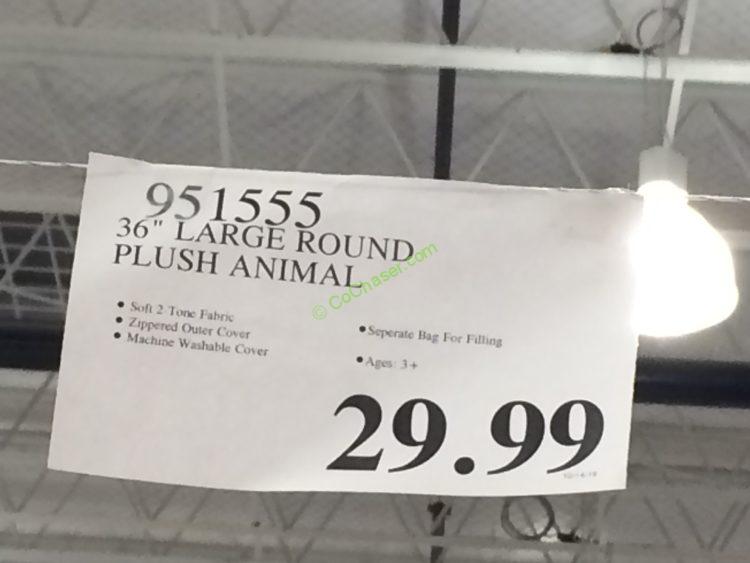 951555
36" LARGE ROUND
PLUSH ANIMAL
© CoChaser.com
• Soft 2 Tone Fabric
• Zippered Outer Cover
• Machine Washable Cover
• Seperate Bag For Filling
• Ages: 3+
29.99